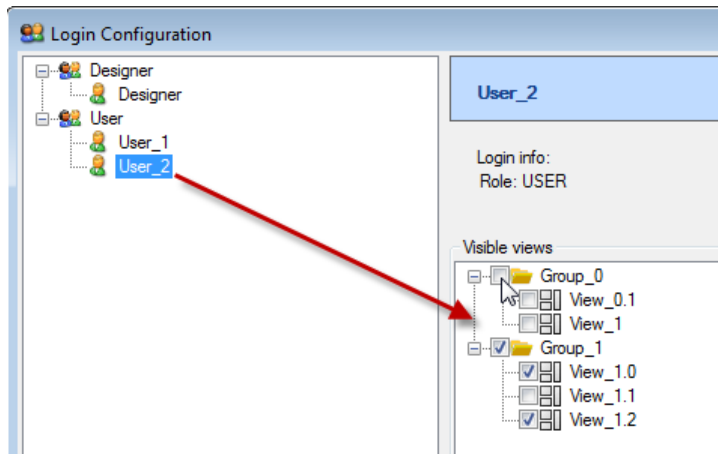 Login Configuration
Designer
Designer
User
User_1
User_2
User_2
Login info:
Role: USER
Visible views
Group_0
View_0.1
View_1
Group_1
View_1.0
View_1.1
View_1.2